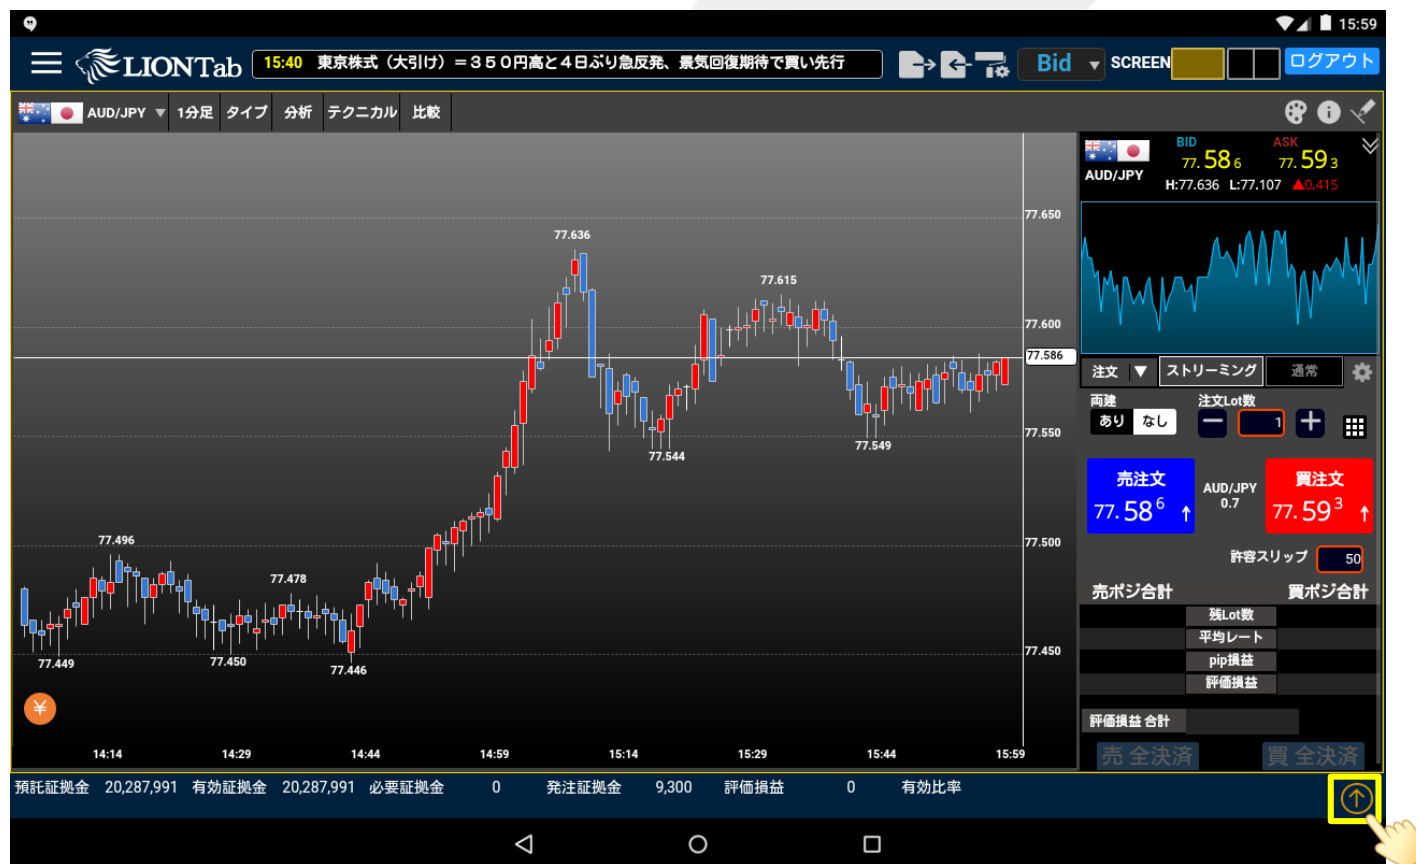 15:59
LIONTab
15:40 東京株式（大引け）＝３５０円高と４日ぶり急反発、景気回復期待で買い先行
Bid ▼ SCREEN
ログアウト
AUD/JPY ▼ 1分足 タイプ 分析 テクニカル 比較
BID ASK
77.586 77.593
AUD/JPY
H:77.636 L:77.107 ▲0.415
77.650
77.636
77.615
77.600
77.586
77.550
77.549
77.544
77.500
77.496
77.478
77.450
77.449
77.450
77.446
¥
14:14 14:29 14:44 14:59 15:14 15:29 15:44 15:59
注文 ▼ ストリーミング 通常
両建 注文Lot数
あり なし － 1 ＋
売注文 AUD/JPY 買注文
77.586 ↑ 0.7 77.593 ↑
許容スリップ 50
売ポジ合計 買ポジ合計
残Lot数
平均レート
pip損益
評価損益
評価損益 合計
売 全決済 買 全決済
預託証拠金 20,287,991 有効証拠金 20,287,991 必要証拠金 0 発注証拠金 9,300 評価損益 0 有効比率